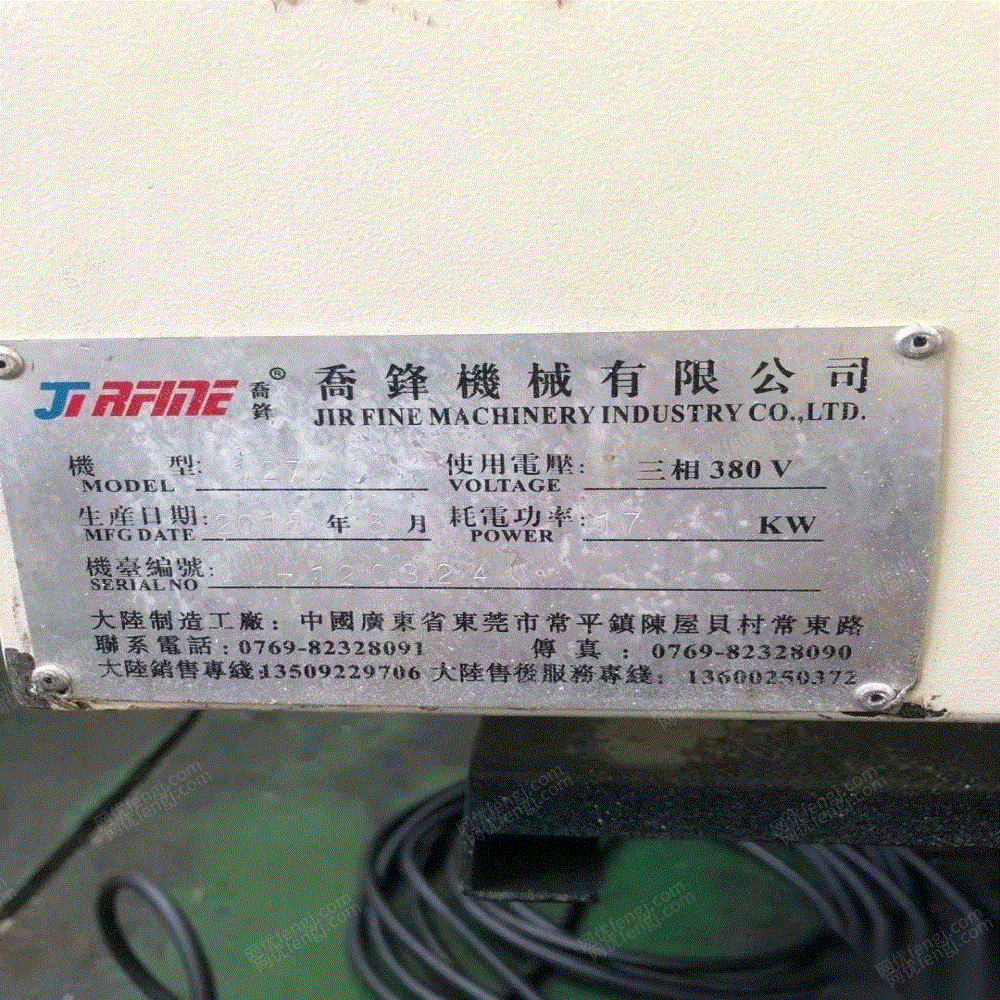 JIRFINE 喬鋒® 喬鋒機械有限公司
JIR FINE MACHINERY INDUSTRY CO.,LTD.
機型: 使用電壓: 三相 380 V
MODEL VOLTAGE
生産日期: 年 月 耗電功率: 17 KW
MFG DATE POWER
機臺編號:
SERIAL NO
大陸制造工廠: 中國廣東省東莞市常平鎮陳屋貝村常東路
聯系電話: 0769-82328091 傳真: 0769-82328090
大陸銷售專綫:13509229706 大陸售後服務專綫: 13600250372